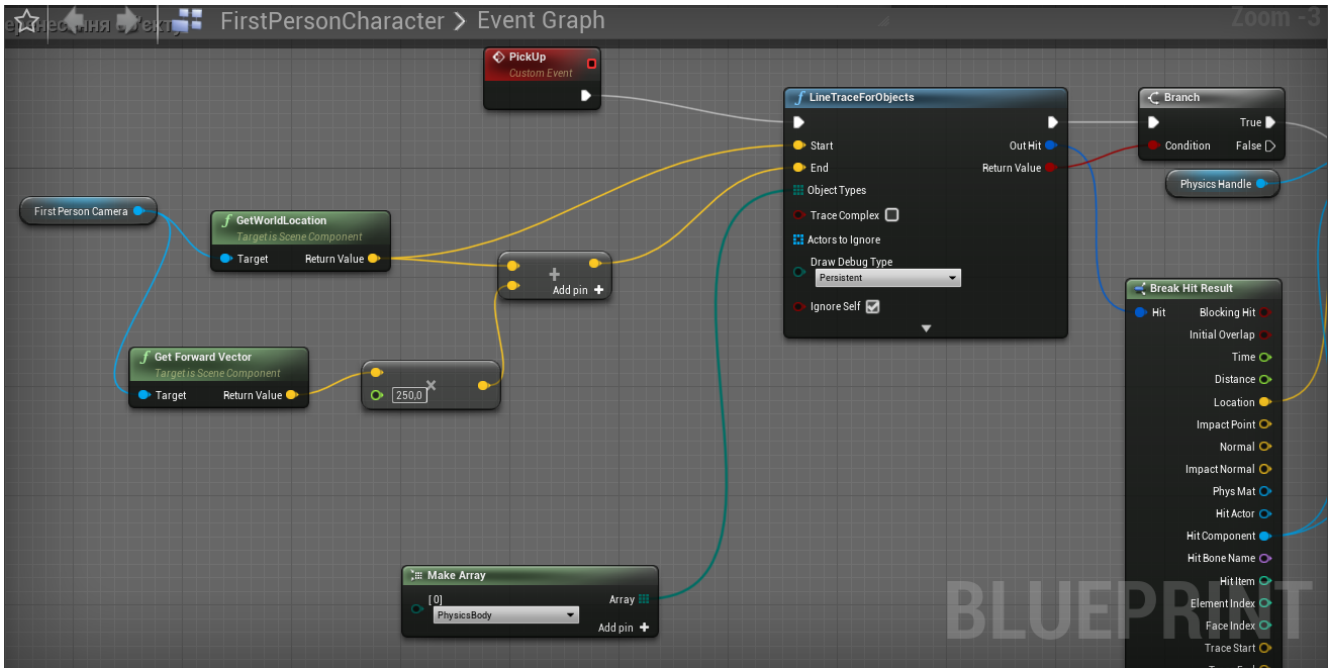 FirstPersonCharacter > Event Graph
Zoom -3
PickUp
Custom Event
LineTraceForObjects
Start
Out Hit
End
Return Value
Object Types
Trace Complex
Actors to Ignore
Draw Debug Type
Persistent
Ignore Self
Branch
True
Condition
False
Physics Handle
First Person Camera
GetWorldLocation
Target is Scene Component
Target
Return Value
+
Add pin +
Get Forward Vector
Target is Scene Component
Target
Return Value
250,0
×
Make Array
[0]
Array
PhysicsBody
Add pin +
Break Hit Result
Hit
Blocking Hit
Initial Overlap
Time
Distance
Location
Impact Point
Normal
Impact Normal
Phys Mat
Hit Actor
Hit Component
Hit Bone Name
Hit Item
Element Index
Face Index
Trace Start
BLUEPRINT